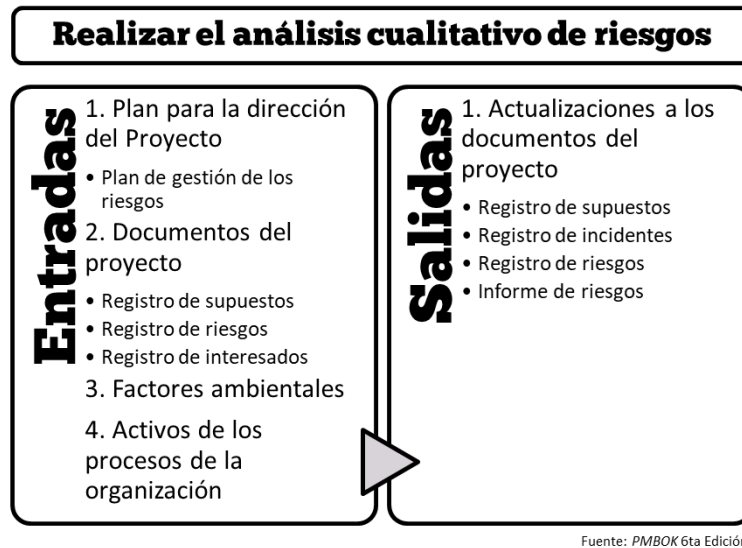 Realizar el análisis cualitativo de riesgos
Entradas
1. Plan para la dirección
del Proyecto
• Plan de gestión de los
riesgos
2. Documentos del
proyecto
• Registro de supuestos
• Registro de riesgos
• Registro de interesados
3. Factores ambientales
4. Activos de los
procesos de la
organización
Salidas
1. Actualizaciones a los
documentos del
proyecto
• Registro de supuestos
• Registro de incidentes
• Registro de riesgos
• Informe de riesgos
Fuente: PMBOK 6ta Edición